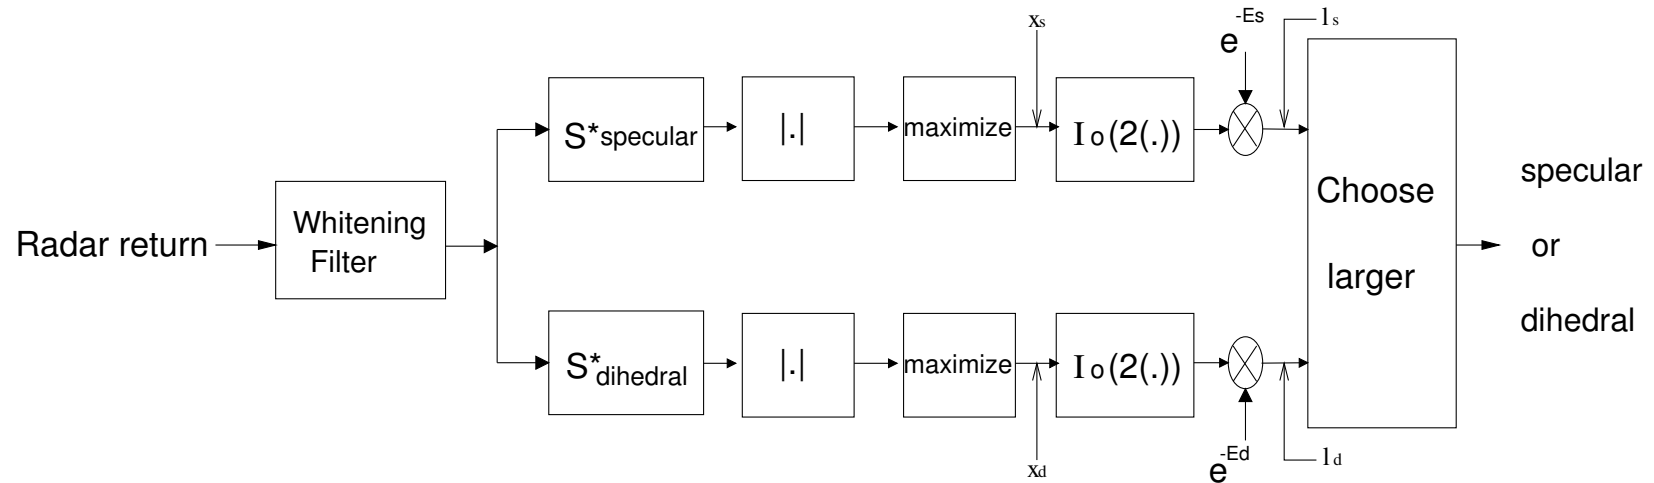 Radar return
Whitening
Filter
S*specular
|.|
maximize
xs
Io(2(.))
e-Es
ls
S*dihedral
|.|
maximize
xd
Io(2(.))
e-Ed
ld
Choose
larger
specular
or
dihedral